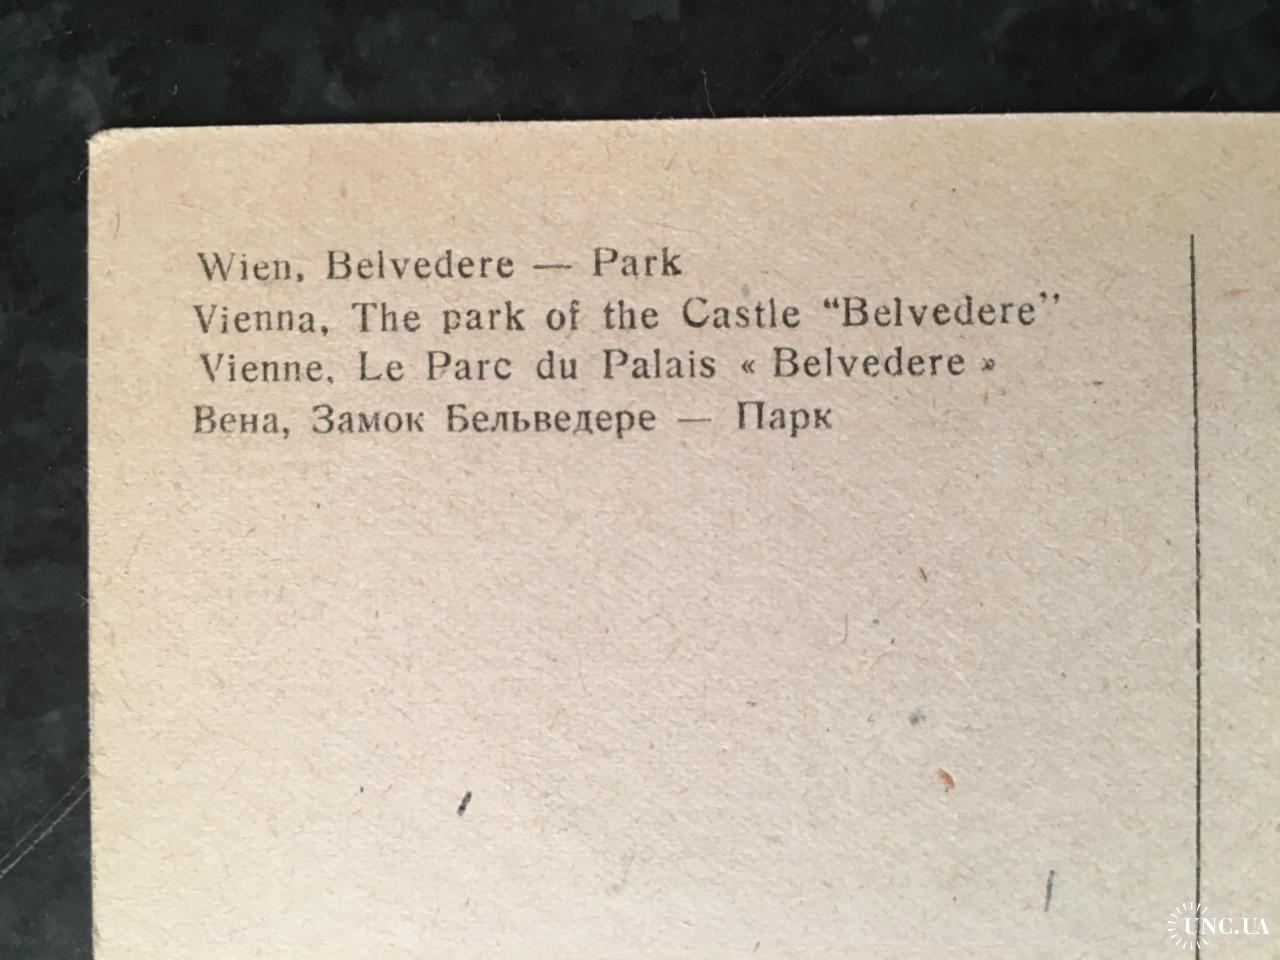 Wien, Belvedere — Park
Vienna, The park of the Castle “Belvedere”
Vienne, Le Parc du Palais « Belvedere »
Вена, Замок Бельведере — Парк
UNC.UA